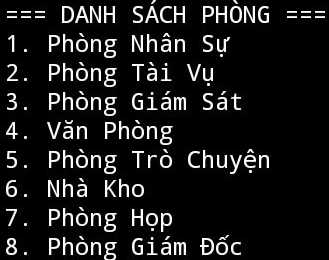 === DANH SÁCH PHÒNG ===
1. Phòng Nhân Sự
2. Phòng Tài Vụ
3. Phòng Giám Sát
4. Văn Phòng
5. Phòng Trò Chuyện
6. Nhà Kho
7. Phòng Họp
8. Phòng Giám Đốc